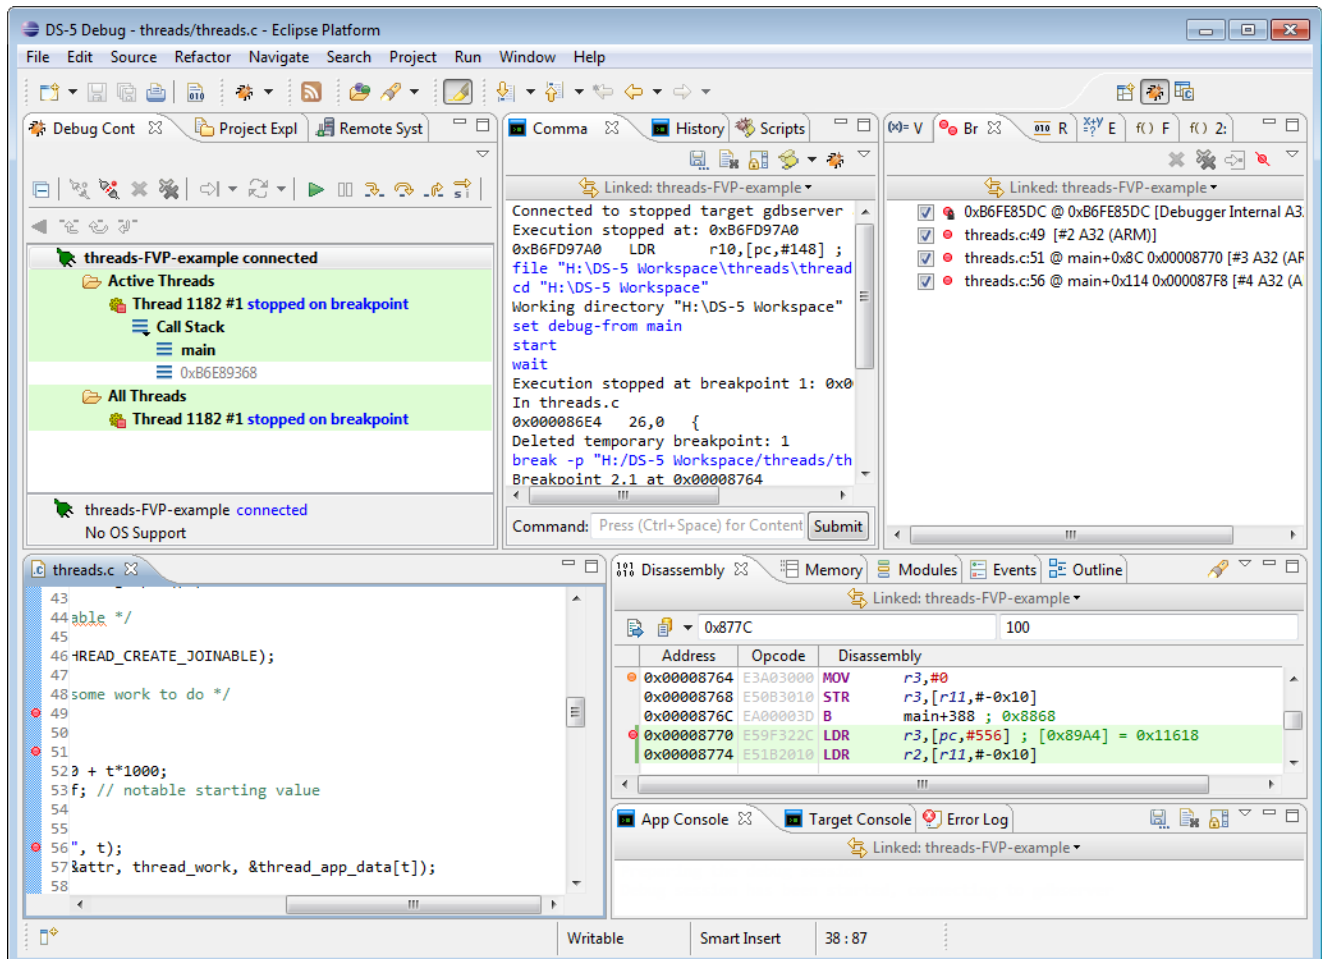 DS-5 Debug - threads/threads.c - Eclipse Platform
File Edit Source Refactor Navigate Search Project Run Window Help
Debug Cont Project Expl Remote Syst
threads-FVP-example connected
Active Threads
Thread 1182 #1 stopped on breakpoint
Call Stack
main
0xB6E89368
All Threads
Thread 1182 #1 stopped on breakpoint
threads-FVP-example connected
No OS Support
Comma History Scripts
Linked: threads-FVP-example
Connected to stopped target gdbserver
Execution stopped at: 0xB6FD97A0
0xB6FD97A0 LDR r10,[pc,#148] ;
file "H:\DS-5 Workspace\threads\thread
cd "H:\DS-5 Workspace"
Working directory "H:\DS-5 Workspace"
set debug-from main
start
wait
Execution stopped at breakpoint 1: 0x0
In threads.c
0x000086E4 26,0 {
Deleted temporary breakpoint: 1
break -p "H:/DS-5 Workspace/threads/th
Breakpoint 2.1 at 0x00008764
Command: Press (Ctrl+Space) for Content Submit
(x)= V Br 010 R X+Y =? E f() F f() 2:
Linked: threads-FVP-example
0xB6FE85DC @ 0xB6FE85DC [Debugger Internal A3
threads.c:49 [#2 A32 (ARM)]
threads.c:51 @ main+0x8C 0x00008770 [#3 A32 (AR
threads.c:56 @ main+0x114 0x000087F8 [#4 A32 (A
threads.c
43
44 able */
45
46 HREAD_CREATE_JOINABLE);
47
48 some work to do */
49
50
51
52 0 + t*1000;
53 f; // notable starting value
54
55
56 ", t);
57 &attr, thread_work, &thread_app_data[t]);
58
Disassembly Memory Modules Events Outline
Linked: threads-FVP-example
0x877C 100
Address Opcode Disassembly
0x00008764 E3A03000 MOV r3,#0
0x00008768 E50B3010 STR r3,[r11,#-0x10]
0x0000876C EA00003D B main+388 ; 0x8868
0x00008770 E59F322C LDR r3,[pc,#556] ; [0x89A4] = 0x11618
0x00008774 E51B2010 LDR r2,[r11,#-0x10]
App Console Target Console Error Log
Linked: threads-FVP-example
Writable Smart Insert 38 : 87